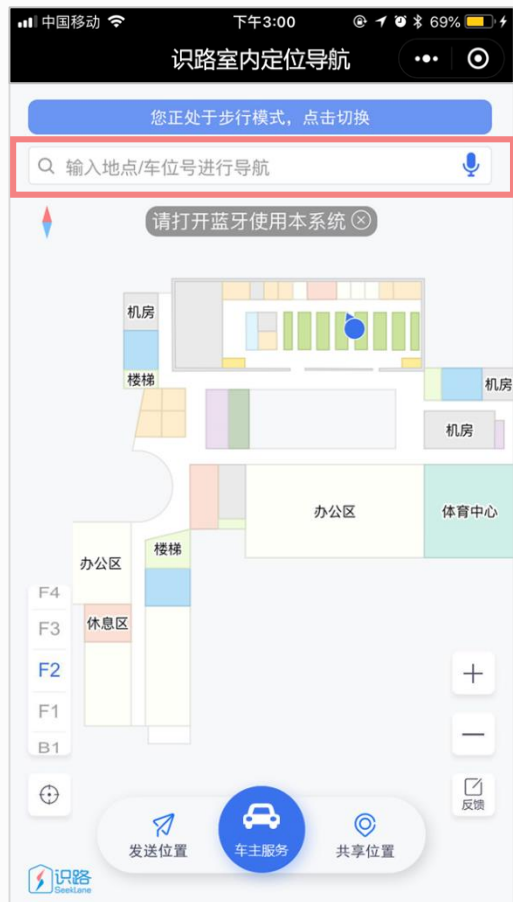 中国移动 下午3:00 69%
识路室内定位导航
您正处于步行模式，点击切换
输入地点/车位号进行导航
请打开蓝牙使用本系统
机房
楼梯
机房
机房
办公区
体育中心
楼梯
办公区
休息区
F4
F3
F2
F1
B1
+
—
反馈
发送位置
车主服务
共享位置
识路
SeekLane